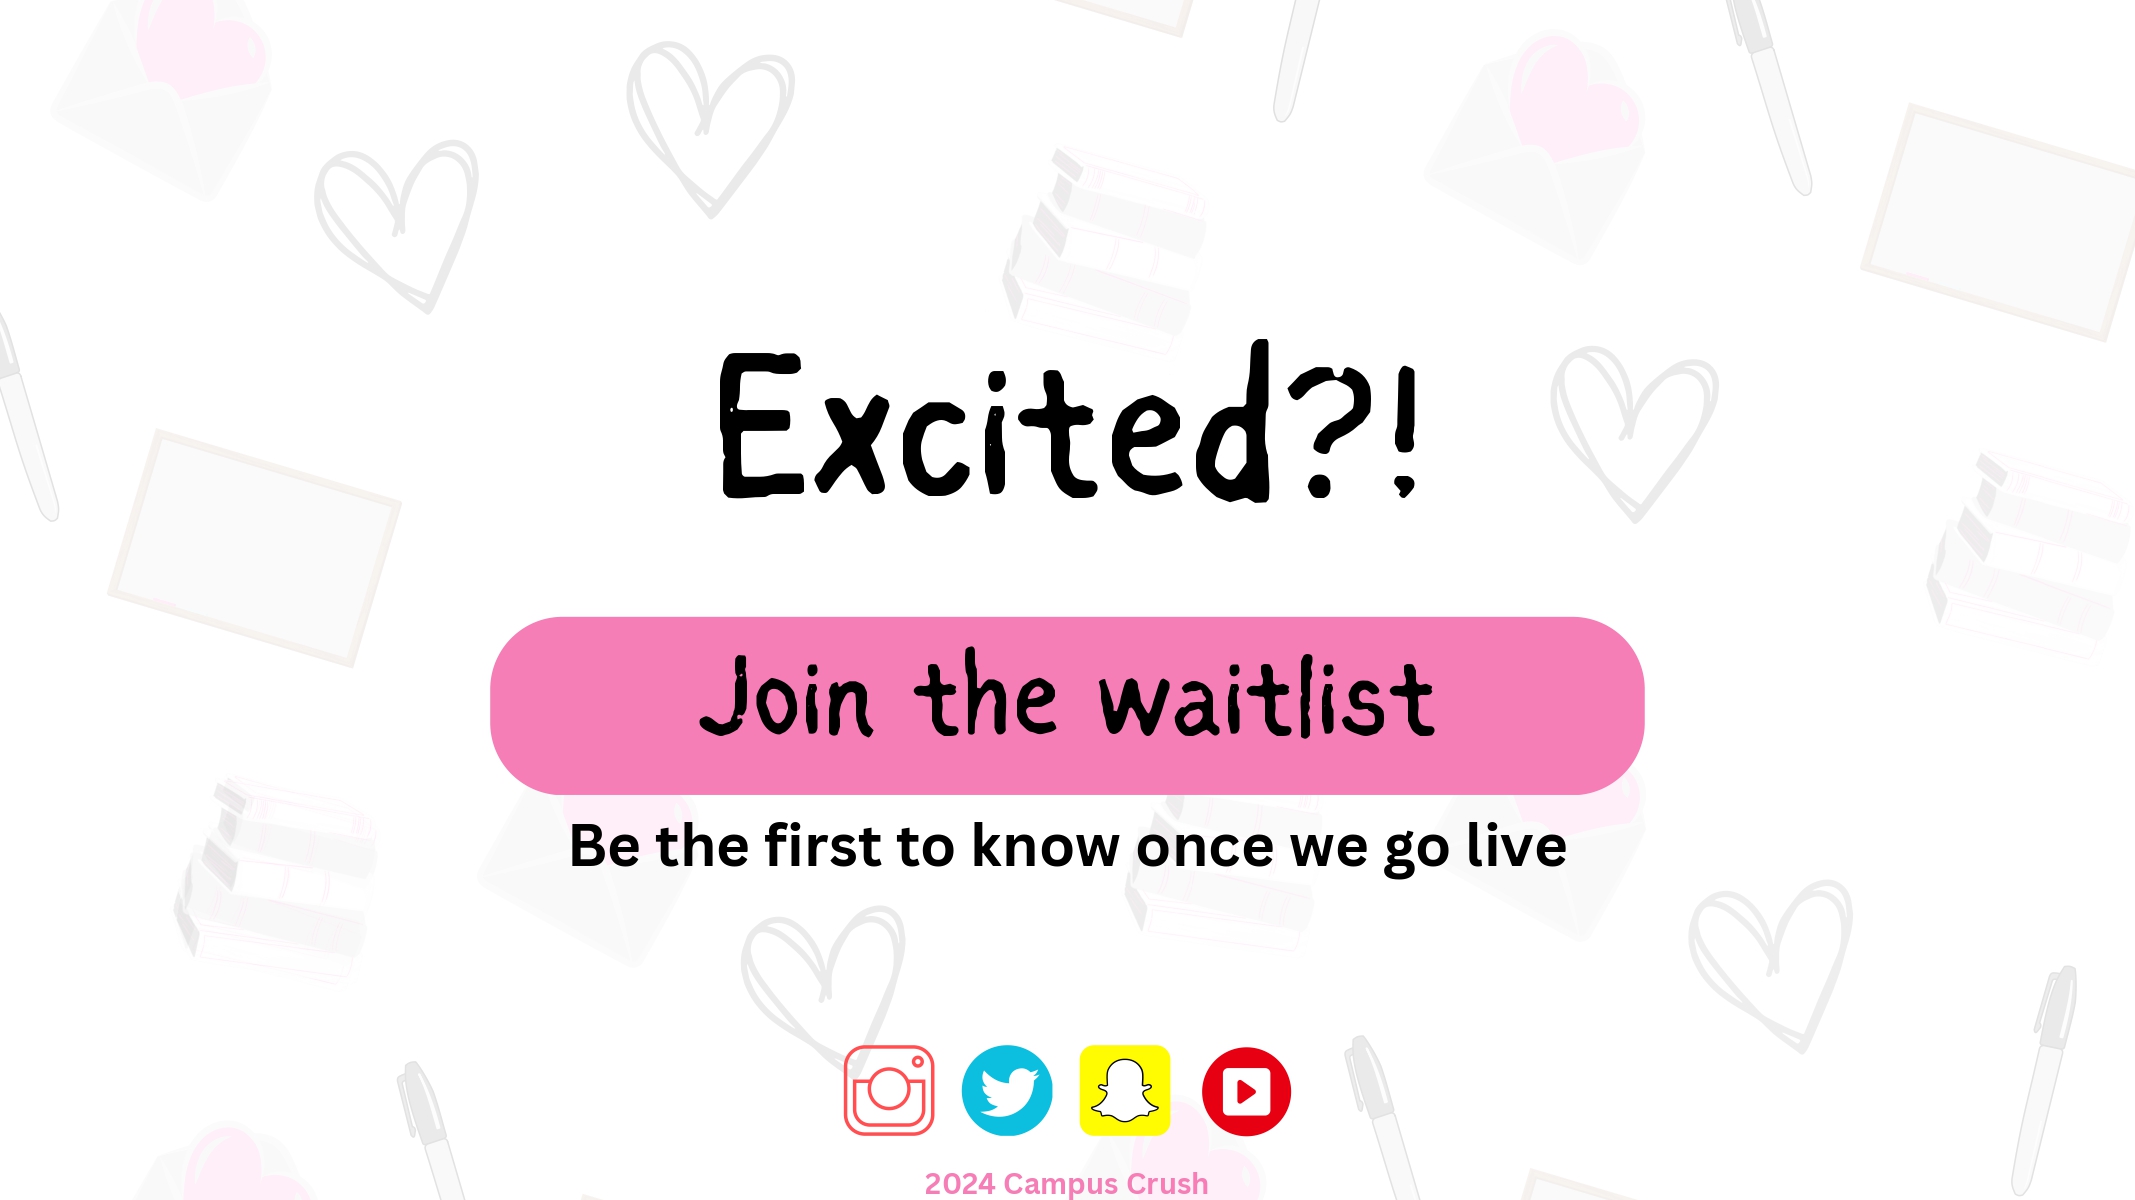 Excited?!
Join the waitlist
Be the first to know once we go live
2024 Campus Crush